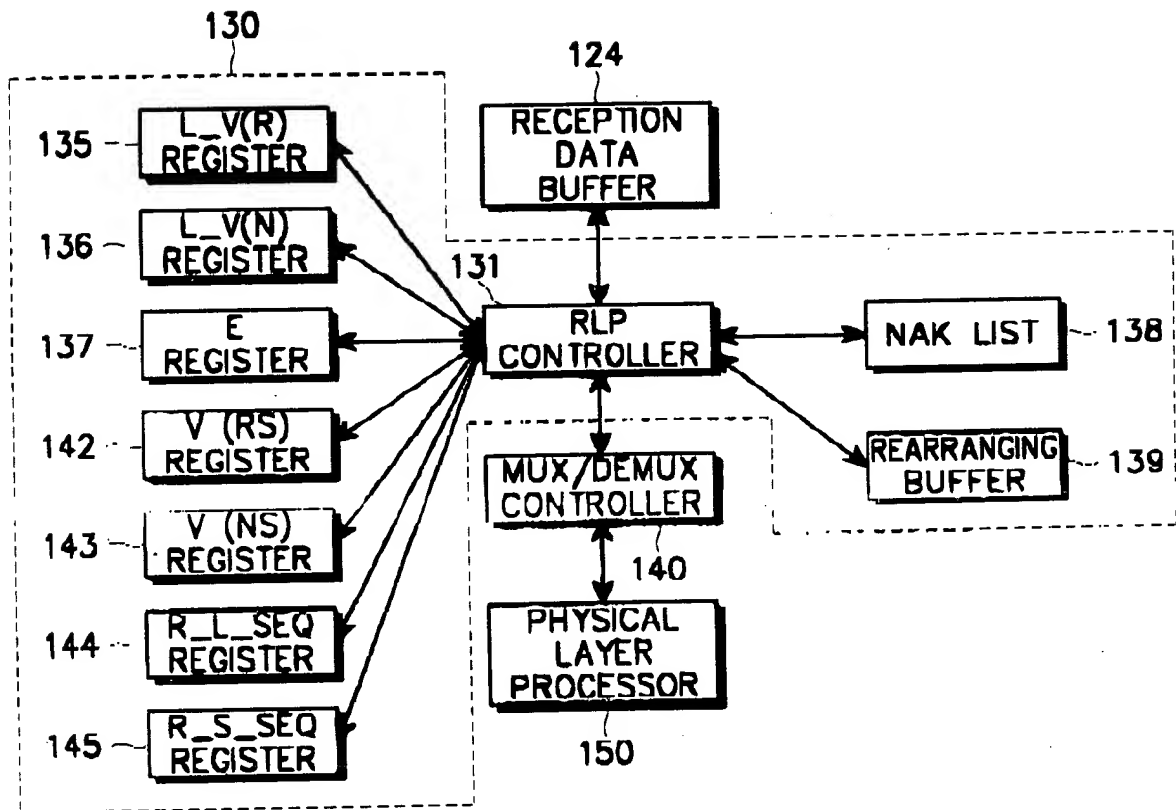 130
124
135
L_V(R)
REGISTER
RECEPTION
DATA
BUFFER
136
L_V(N)
REGISTER
131
137
E
REGISTER
RLP
CONTROLLER
NAK LIST
138
142
V (RS)
REGISTER
MUX/DEMUX
CONTROLLER
REARRANGING
BUFFER
139
143
V (NS)
REGISTER
140
144
R_L_SEQ
REGISTER
PHYSICAL
LAYER
PROCESSOR
145
R_S_SEQ
REGISTER
150